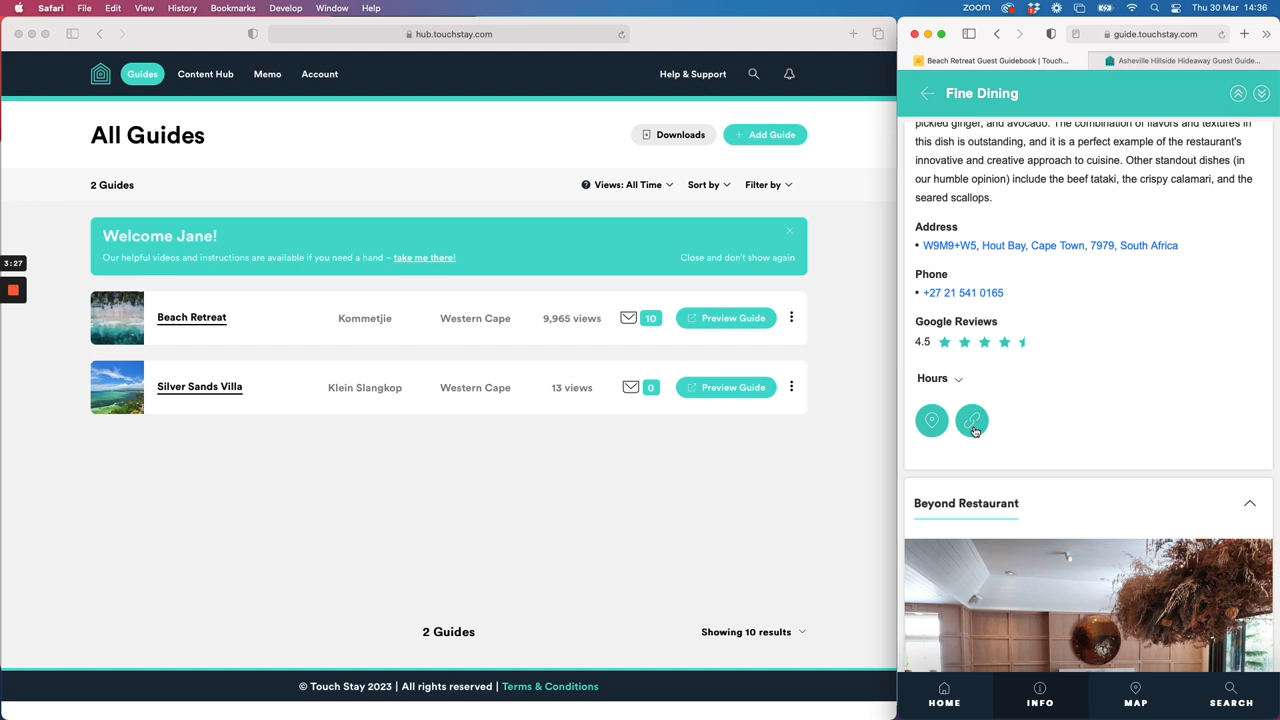 Safari File Edit View History Bookmarks Develop Window Help
ZOOM Thu 30 Mar 14:36
hub.touchstay.com
guide.touchstay.com
Beach Retreat Guest Guidebook | Touch...
Asheville Hillside Hideaway Guest Guide...
Guides Content Hub Memo Account Help & Support
Fine Dining
All Guides
Downloads
+ Add Guide
2 Guides
Views: All Time Sort by Filter by
Welcome Jane!
Our helpful videos and instructions are available if you need a hand – take me there!
Close and don't show again
3:27
Beach Retreat Kommetjie Western Cape 9,965 views 10 Preview Guide
Silver Sands Villa Klein Slangkop Western Cape 13 views 0 Preview Guide
2 Guides
Showing 10 results
© Touch Stay 2023 | All rights reserved | Terms & Conditions
pickled ginger, and avocado. The combination of flavors and textures in
this dish is outstanding, and it is a perfect example of the restaurant's
innovative and creative approach to cuisine. Other standout dishes (in
our humble opinion) include the beef tataki, the crispy calamari, and the
seared scallops.
Address
• W9M9+W5, Hout Bay, Cape Town, 7979, South Africa
Phone
• +27 21 541 0165
Google Reviews
4.5
Hours
Beyond Restaurant
HOME INFO MAP SEARCH